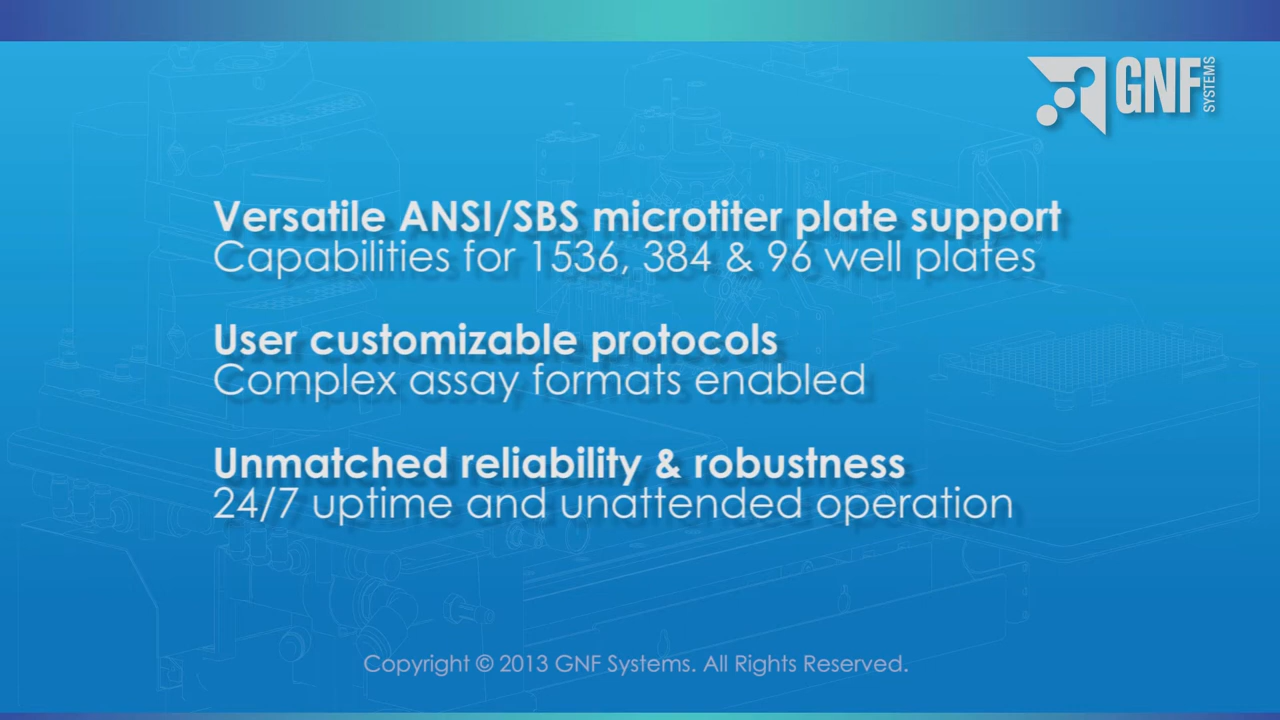 GNF SYSTEMS
Versatile ANSI/SBS microtiter plate support
Capabilities for 1536, 384 & 96 well plates
User customizable protocols
Complex assay formats enabled
Unmatched reliability & robustness
24/7 uptime and unattended operation
Copyright © 2013 GNF Systems. All Rights Reserved.